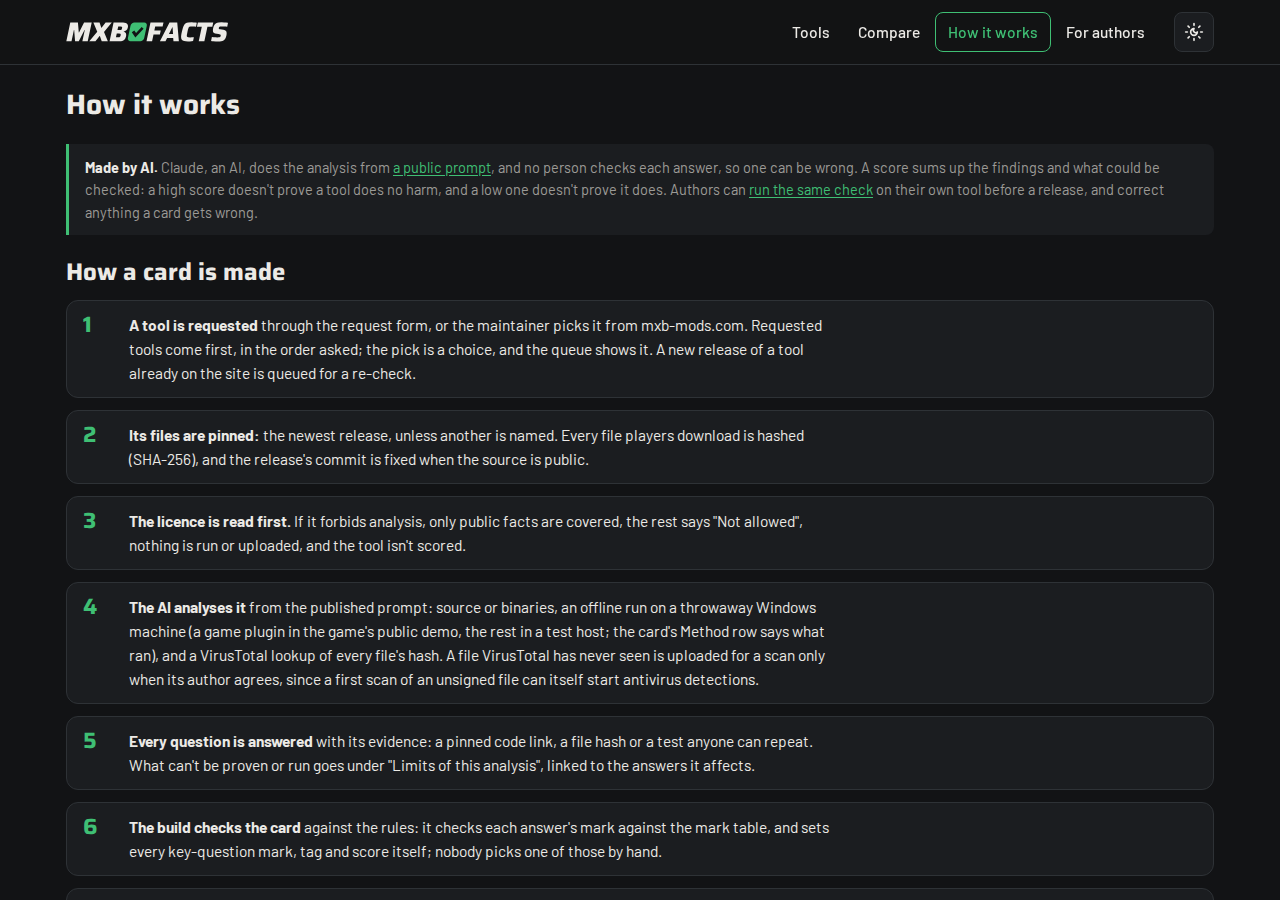 MXB FACTS
Tools
Compare
How it works
For authors
How it works
Made by AI. Claude, an AI, does the analysis from a public prompt, and no person checks each answer, so one can be wrong. A score sums up the findings and what could be
checked: a high score doesn't prove a tool does no harm, and a low one doesn't prove it does. Authors can run the same check on their own tool before a release, and correct
anything a card gets wrong.
How a card is made
1
A tool is requested through the request form, or the maintainer picks it from mxb-mods.com. Requested
tools come first, in the order asked; the pick is a choice, and the queue shows it. A new release of a tool
already on the site is queued for a re-check.
2
Its files are pinned: the newest release, unless another is named. Every file players download is hashed
(SHA-256), and the release's commit is fixed when the source is public.
3
The licence is read first. If it forbids analysis, only public facts are covered, the rest says "Not allowed",
nothing is run or uploaded, and the tool isn't scored.
4
The AI analyses it from the published prompt: source or binaries, an offline run on a throwaway Windows
machine (a game plugin in the game's public demo, the rest in a test host; the card's Method row says what
ran), and a VirusTotal lookup of every file's hash. A file VirusTotal has never seen is uploaded for a scan only
when its author agrees, since a first scan of an unsigned file can itself start antivirus detections.
5
Every question is answered with its evidence: a pinned code link, a file hash or a test anyone can repeat.
What can't be proven or run goes under "Limits of this analysis", linked to the answers it affects.
6
The build checks the card against the rules: it checks each answer's mark against the mark table, and sets
every key-question mark, tag and score itself; nobody picks one of those by hand.